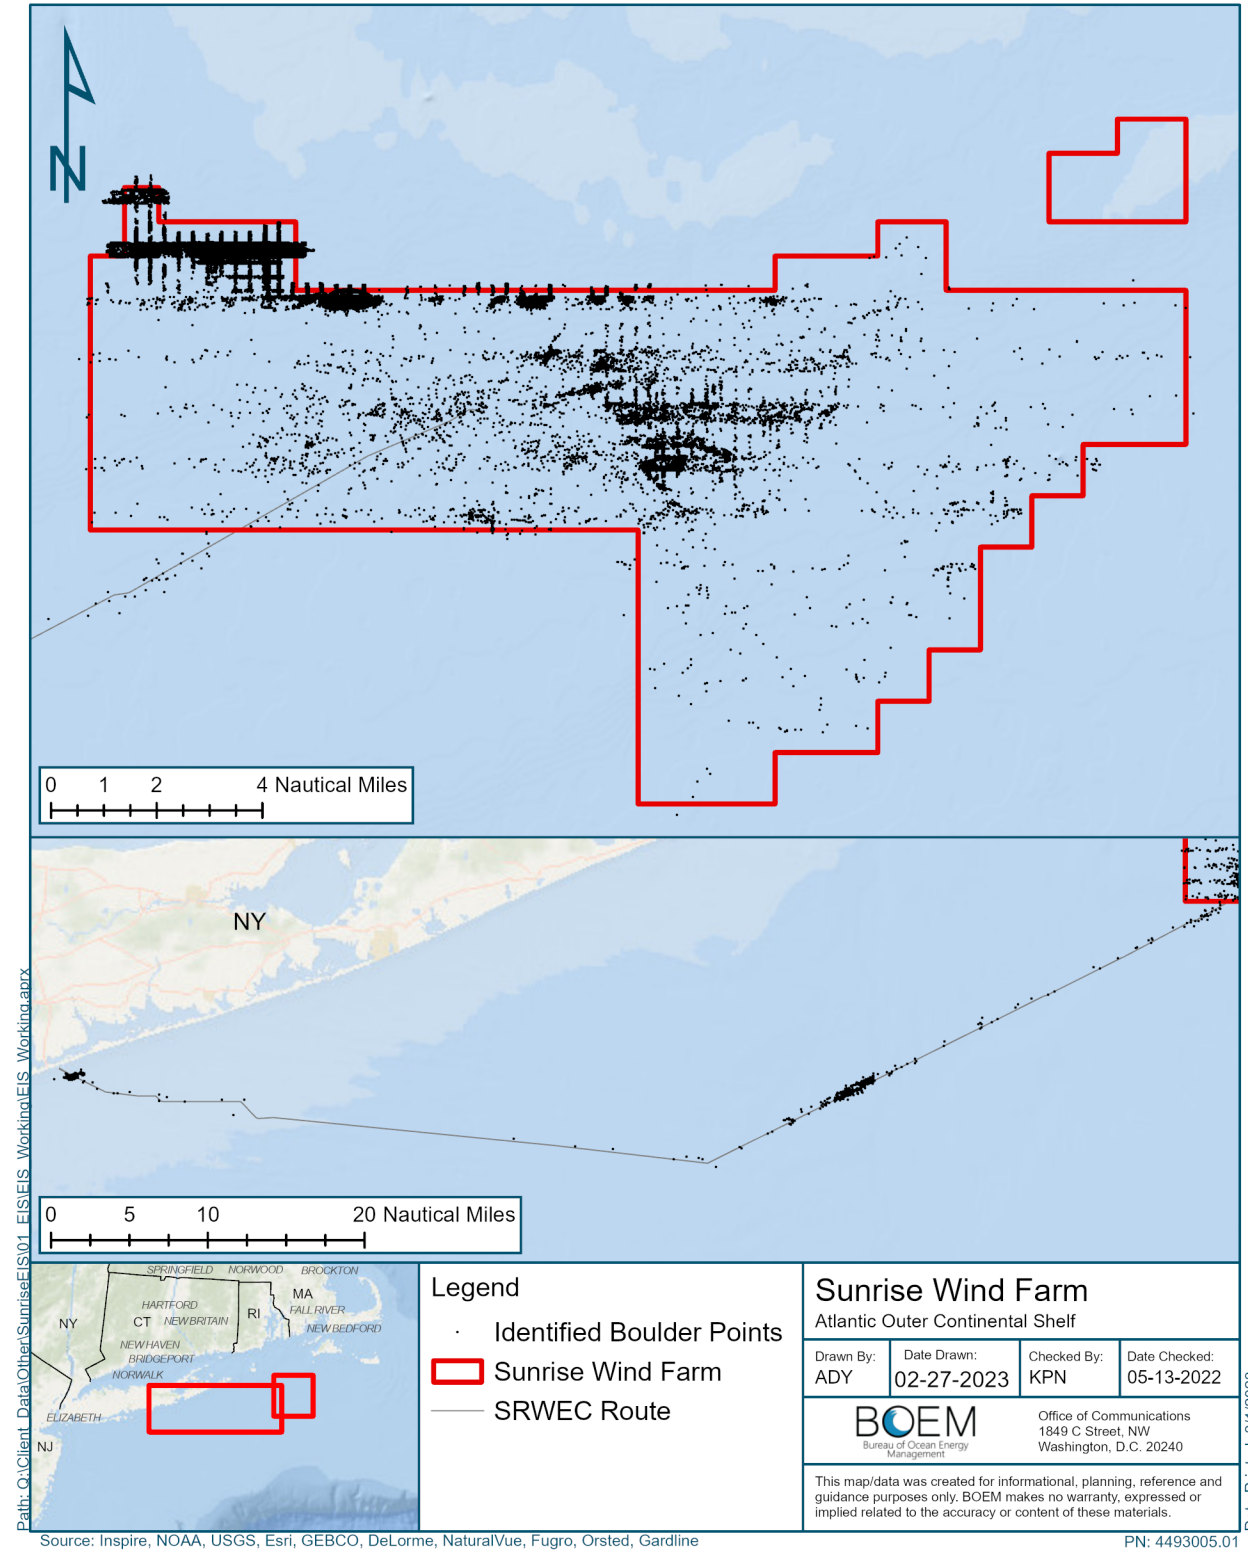 N
0 1 2 4 Nautical Miles
NY
0 5 10 20 Nautical Miles
SPRINGFIELD NORWOOD BROCKTON
MA
HARTFORD RI FALL RIVER
NY CT NEW BRITAIN
NEW BEDFORD
NEW HAVEN
BRIDGEPORT
NORWALK
ELIZABETH
NJ
Legend
Identified Boulder Points
Sunrise Wind Farm
SRWEC Route
Sunrise Wind Farm
Atlantic Outer Continental Shelf
Drawn By: Date Drawn: Checked By: Date Checked:
ADY 02-27-2023 KPN 05-13-2022
BOEM
Bureau of Ocean Energy
Management
Office of Communications
1849 C Street, NW
Washington, D.C. 20240
This map/data was created for informational, planning, reference and
guidance purposes only. BOEM makes no warranty, expressed or
implied related to the accuracy or content of these materials.
Path: Q:\Client_Data\Other\SunriseEIS\01_EIS\EIS_Working\EIS_Working.aprx
Source: Inspire, NOAA, USGS, Esri, GEBCO, DeLorme, NaturalVue, Fugro, Orsted, Gardline
PN: 4493005.01